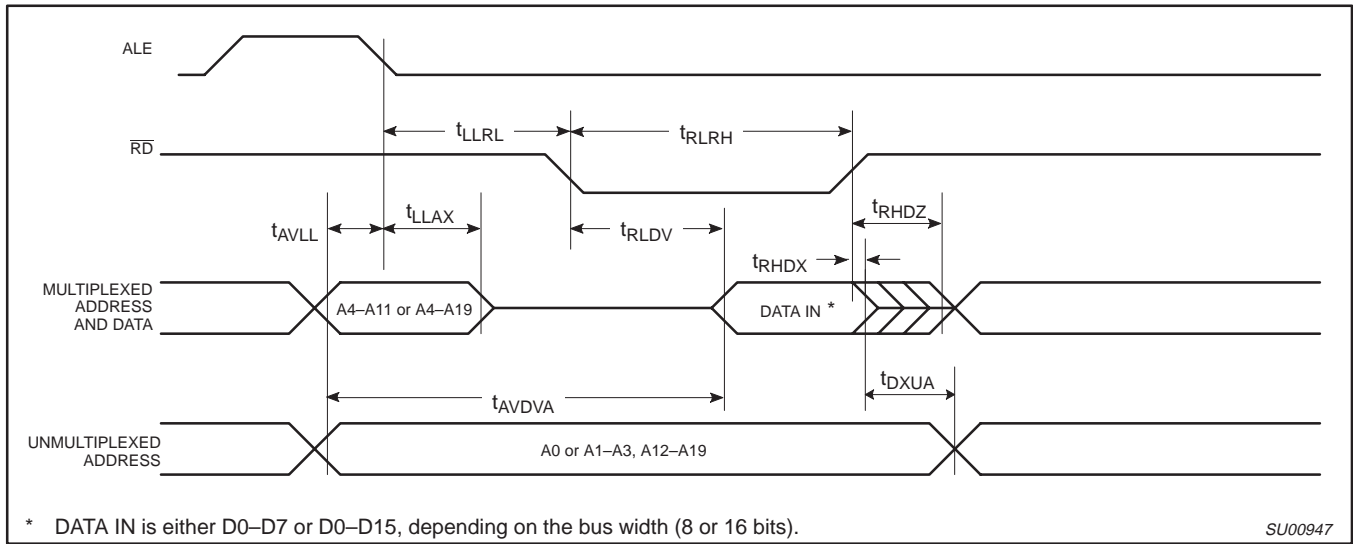 ALE
tLLRL
tRLRH
RD
tAVLL
tLLAX
tRLDV
tRHDZ
tRHDX
MULTIPLEXED
ADDRESS
AND DATA
A4–A11 or A4–A19
DATA IN *
tDXUA
tAVDVA
UNMULTIPLEXED
ADDRESS
A0 or A1–A3, A12–A19
* DATA IN is either D0–D7 or D0–D15, depending on the bus width (8 or 16 bits).
SU00947